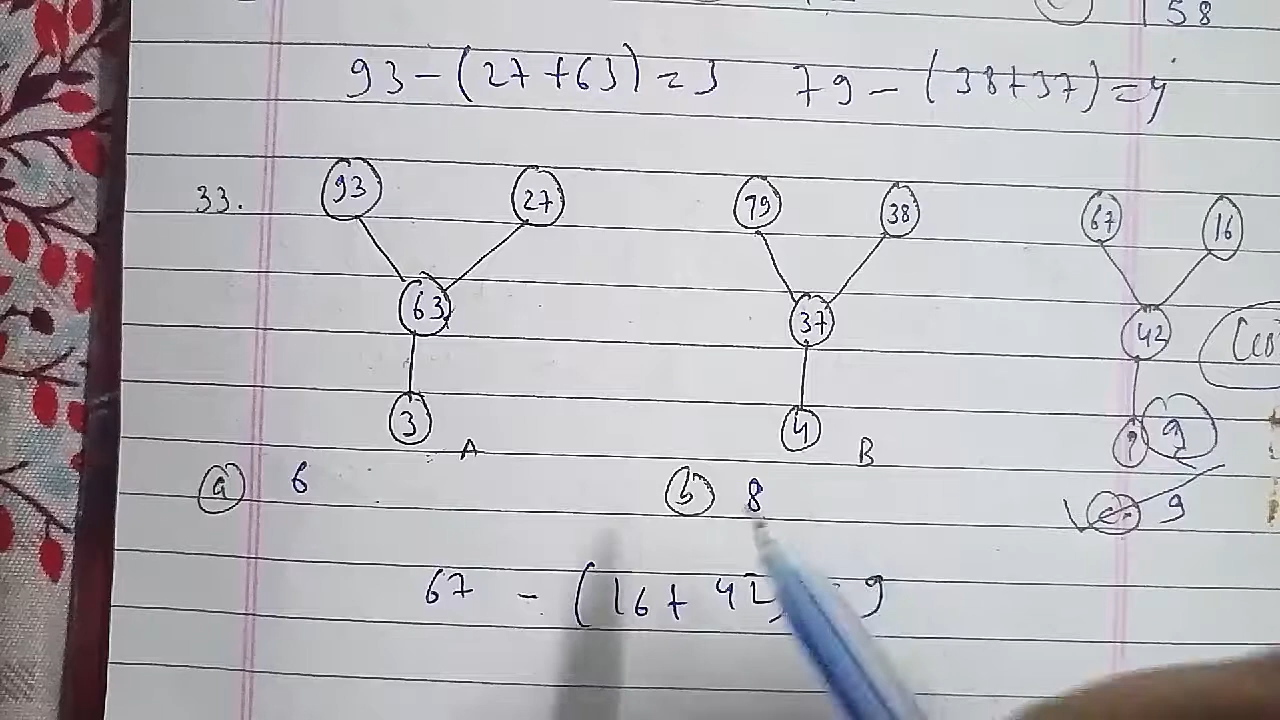 58
93 - (27+63) = 3 79 - (38+37) = 4
33. 93 27 79 38 67 16
63 37 42
3 4 ? 9
A B
(a) 6 (b) 8 9
67 - (16 + 42) 9